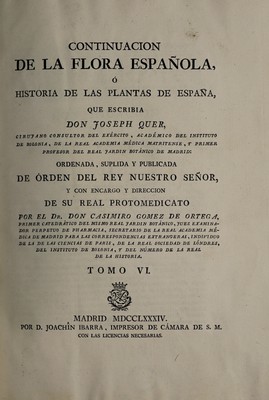 CONTINUACION
DE LA FLORA ESPAÑOLA,
Ó
HISTORIA DE LAS PLANTAS DE ESPAÑA,
QUE ESCRIBIA
DON JOSEPH QUER,
CIRUJANO CONSULTOR DEL EXÉRCITO, ACADÉMICO DEL INSTITUTO
DE BOLONIA, DE LA REAL ACADEMIA MÉDICA MATRITENSE, Y PRIMER
PROFESOR DEL REAL JARDIN BOTÁNICO DE MADRID:
ORDENADA, SUPLIDA Y PUBLICADA
DE ÓRDEN DEL REY NUESTRO SEÑOR,
Y CON ENCARGO Y DIRECCION
DE SU REAL PROTOMEDICATO
POR EL DR. DON CASIMIRO GOMEZ DE ORTEGA,
PRIMER CATEDRÁTICO DEL MISMO REAL JARDIN BOTÁNICO, JUEZ EXAMINA-
DOR PERPETUO DE PHARMACIA, SECRETARIO DE LA REAL ACADEMIA MÉ-
DICA DE MADRID PARA LAS CORRESPONDENCIAS EXTRANGERAS, INDIVIDUO
DE LA DE LAS CIENCIAS DE PARIS, DE LA REAL SOCIEDAD DE LÓNDRES,
DEL INSTITUTO DE BOLONIA, Y DEL NÚMERO DE LA REAL
DE LA HISTORIA.
TOMO VI.
MADRID MDCCLXXXIV.
POR D. JOACHÎN IBARRA, IMPRESOR DE CÁMARA DE S. M.
CON LAS LICENCIAS NECESARIAS.